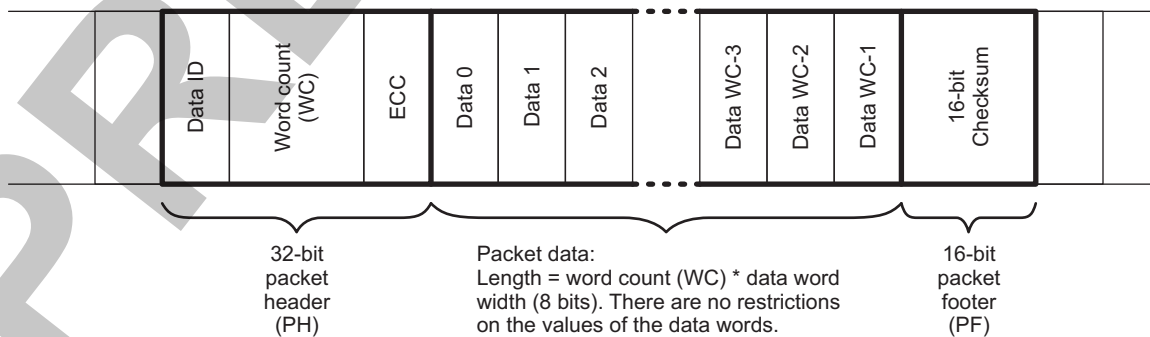 Data ID
Word count
(WC)
ECC
Data 0
Data 1
Data 2
Data WC-3
Data WC-2
Data WC-1
16-bit
Checksum
32-bit
packet
header
(PH)
Packet data:
Length = word count (WC) * data word
width (8 bits). There are no restrictions
on the values of the data words.
16-bit
packet
footer
(PF)